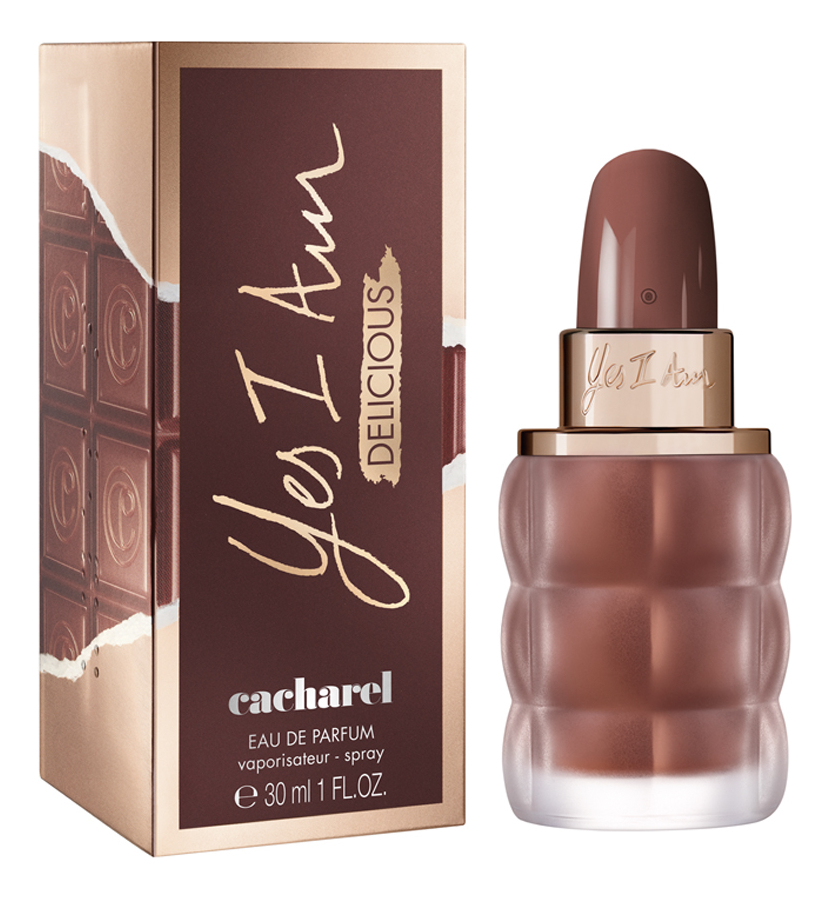 Yes I Am
DELICIOUS
cacharel
EAU DE PARFUM
vaporisateur - spray
℮ 30 ml 1 FL.OZ.
Yes I Am
C
C
C
C
C